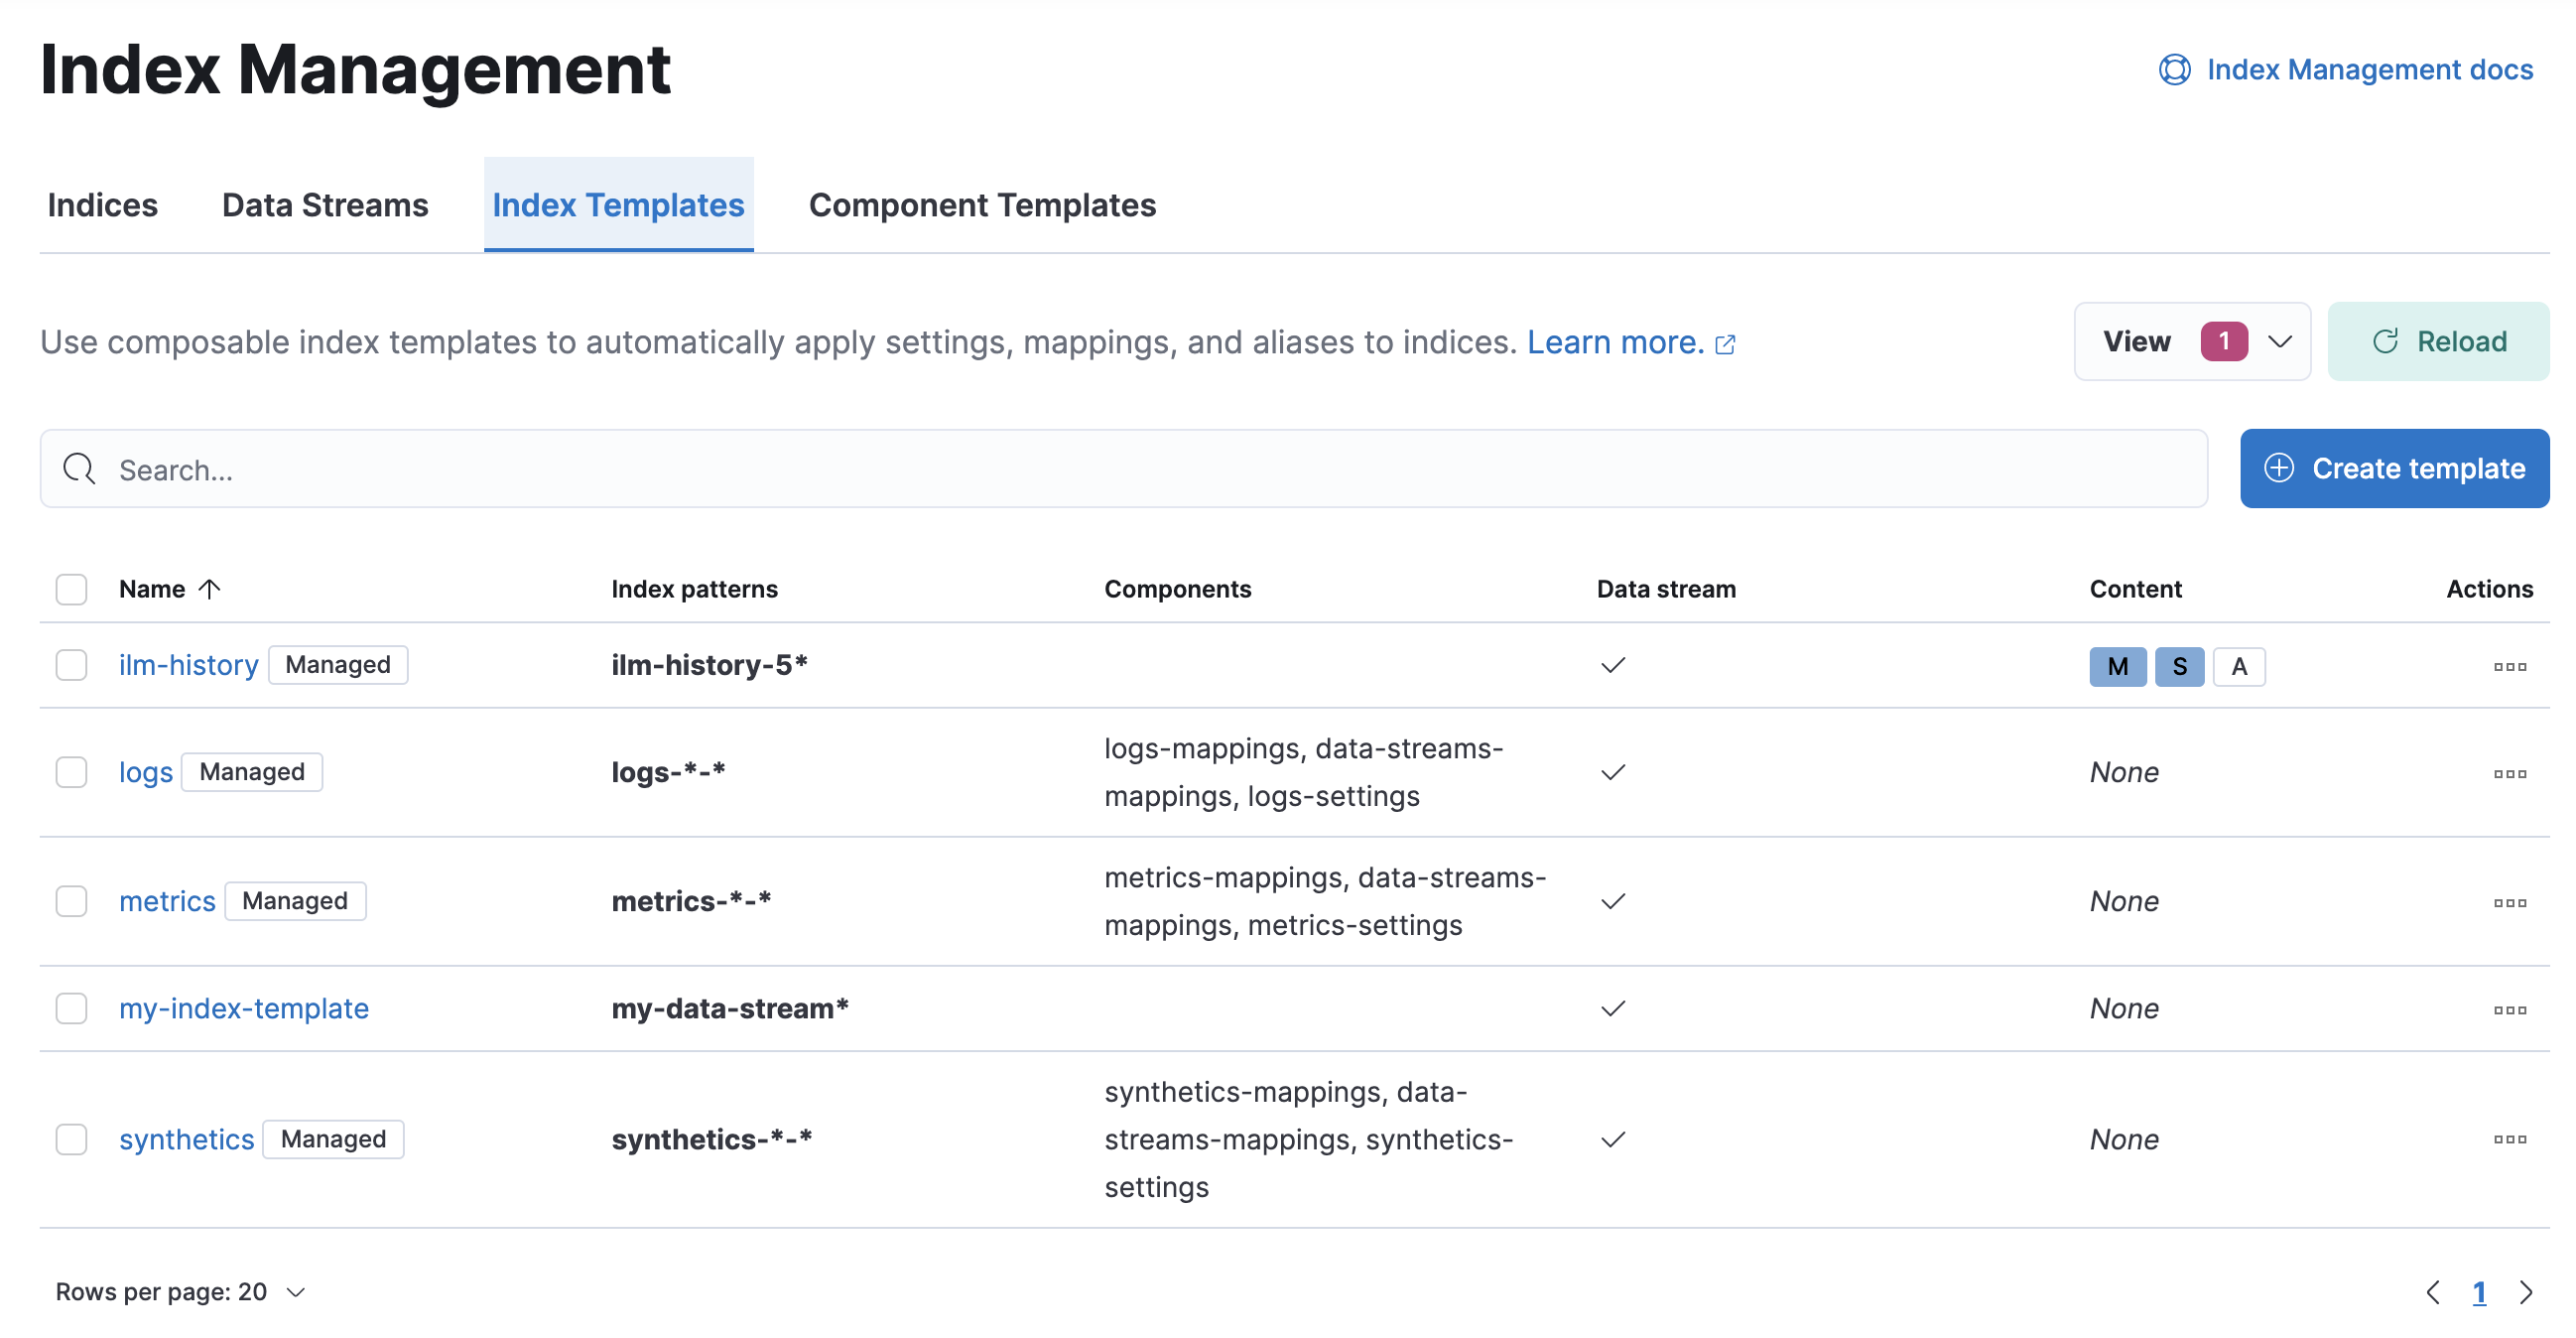 Index Management
Index Management docs
Indices
Data Streams
Index Templates
Component Templates
Use composable index templates to automatically apply settings, mappings, and aliases to indices. Learn more.
View 1
Reload
Search...
Create template
Name
Index patterns
Components
Data stream
Content
Actions
ilm-history Managed
ilm-history-5*
M S A
logs Managed
logs-*-*
logs-mappings, data-streams-
mappings, logs-settings
None
metrics Managed
metrics-*-*
metrics-mappings, data-streams-
mappings, metrics-settings
None
my-index-template
my-data-stream*
None
synthetics Managed
synthetics-*-*
synthetics-mappings, data-
streams-mappings, synthetics-
settings
None
Rows per page: 20
1